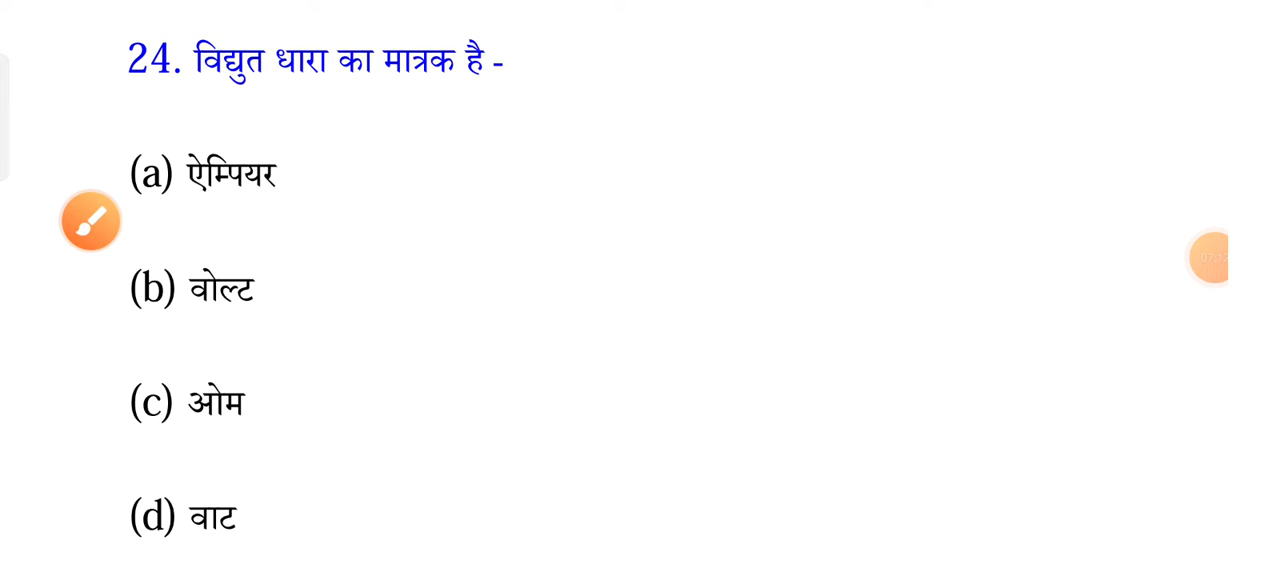 24. विद्युत धारा का मात्रक है -
(a) ऐम्पियर
(b) वोल्ट
(c) ओम
(d) वाट